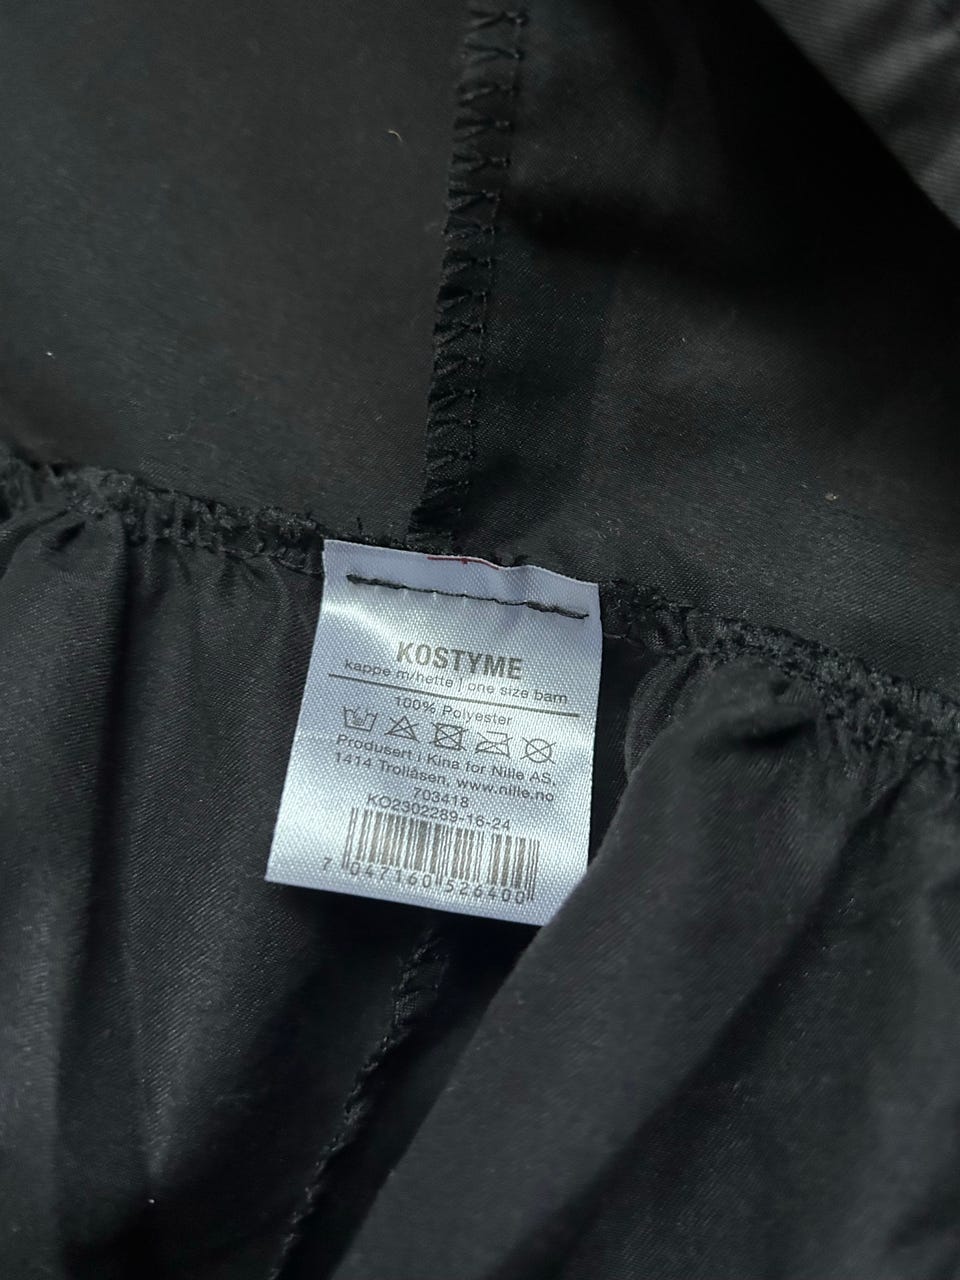 KOSTYME
kappe m/hette | one size barn
100% Polyester
Produsert i Kina for Nille AS,
1414 Trollåsen, www.nille.no
703418
KO2302289-16-24
7 047160 526400